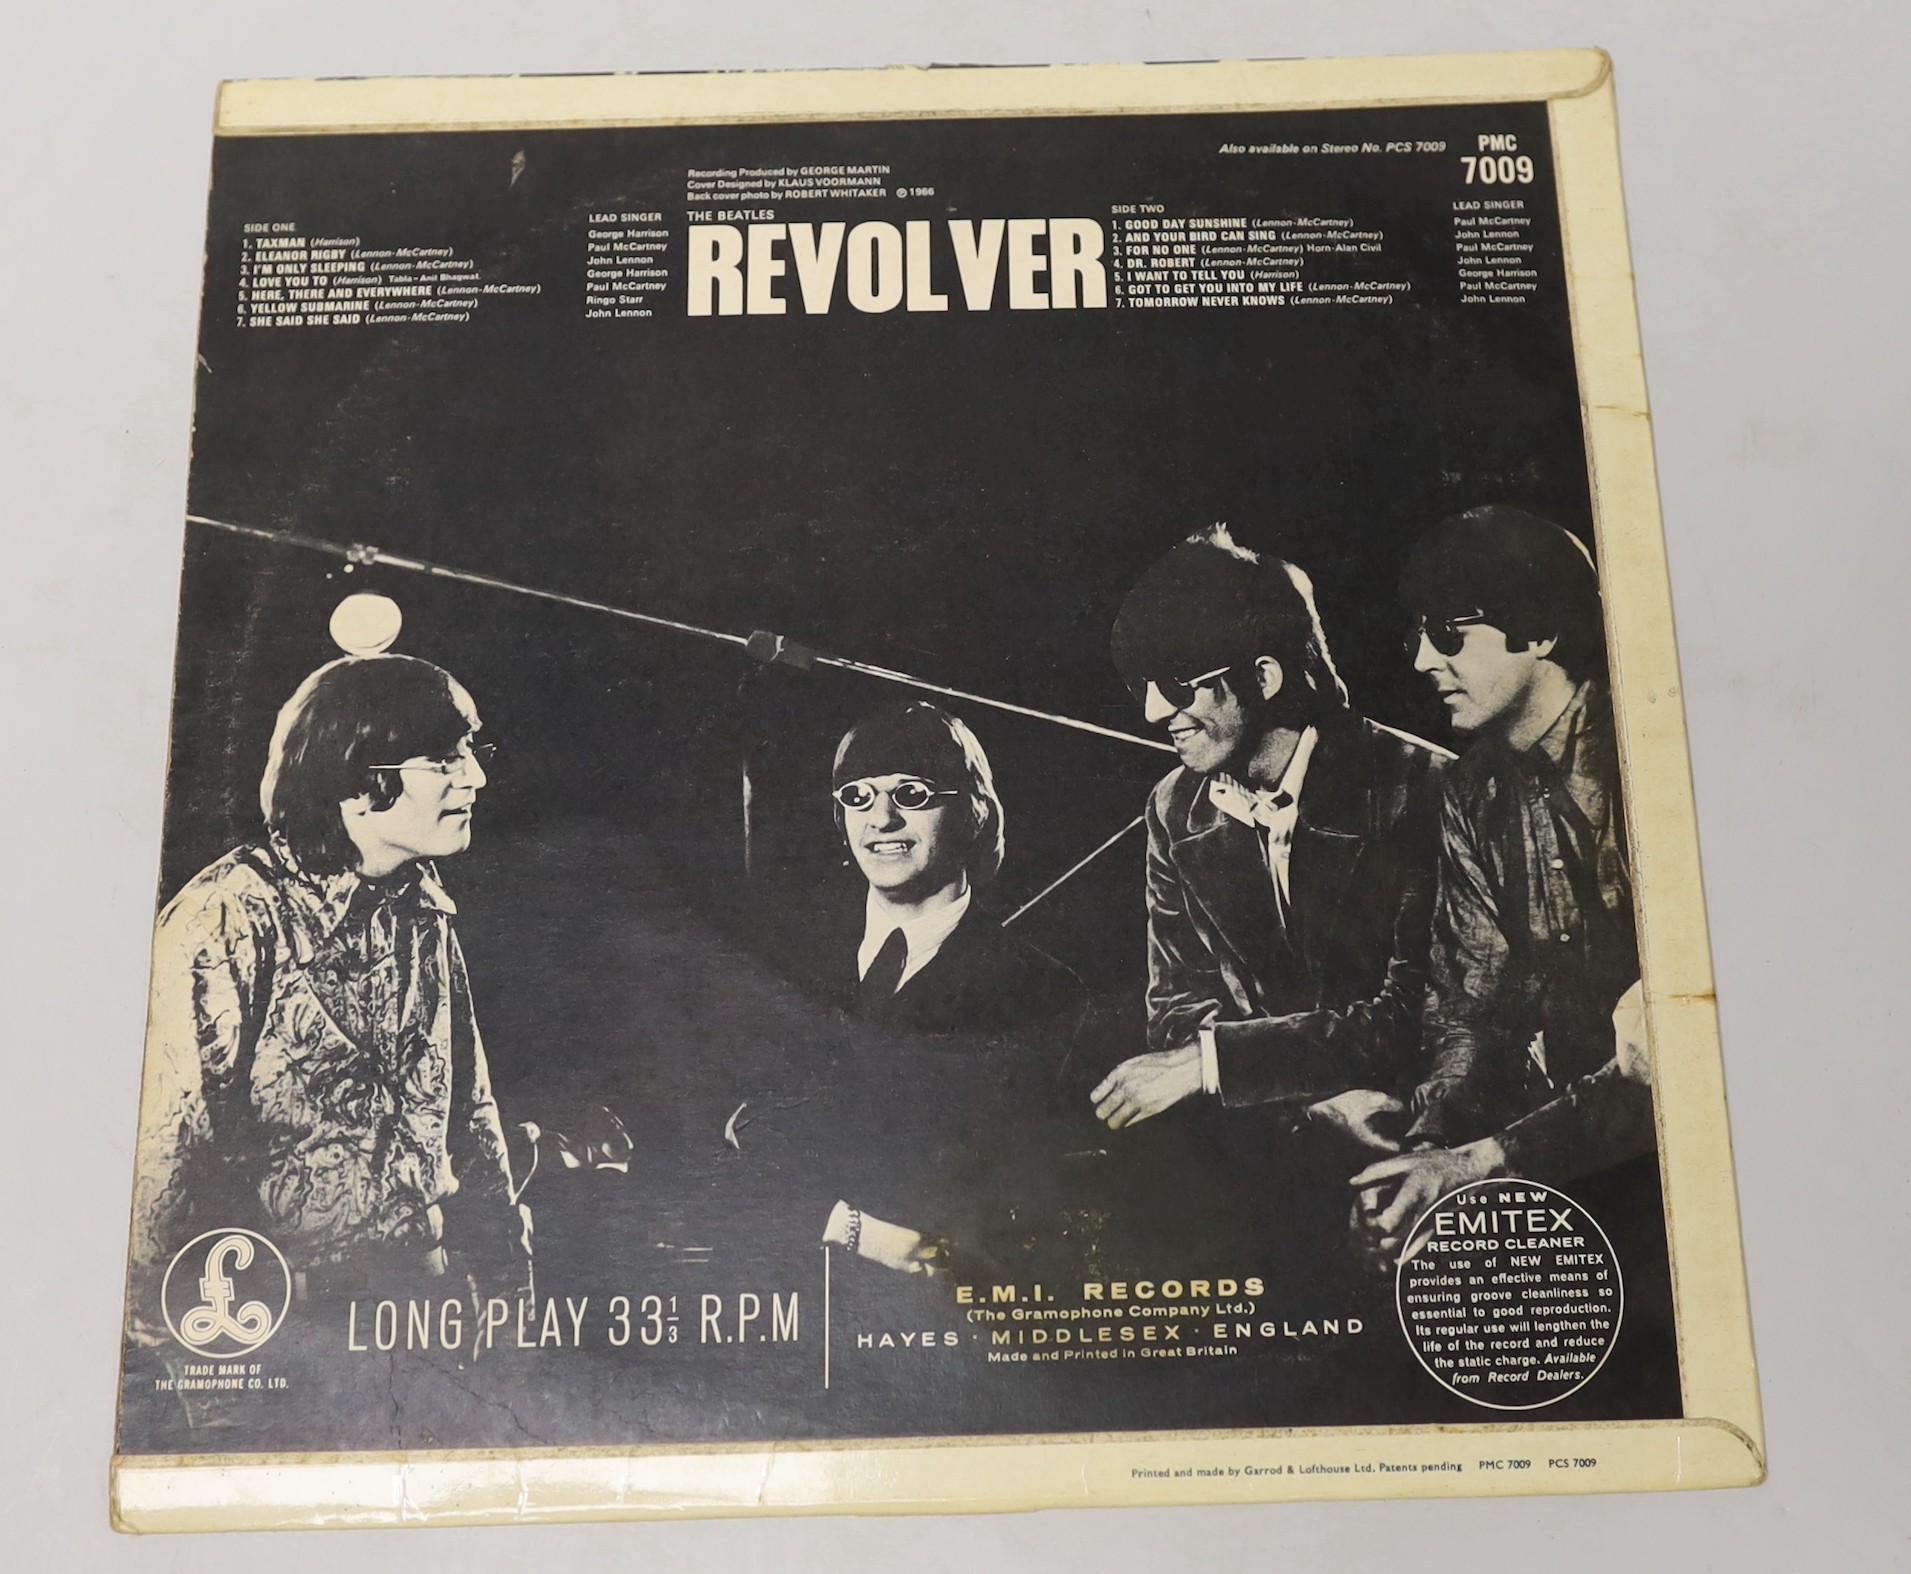 Also available on Stereo No. PCS 7009
PMC
7009
Recording Produced by GEORGE MARTIN
Cover Designed by KLAUS VOORMANN
Back cover photo by ROBERT WHITAKER ℗ 1966
THE BEATLES
REVOLVER
SIDE ONE LEAD SINGER
1. TAXMAN (Harrison) George Harrison
2. ELEANOR RIGBY (Lennon-McCartney) Paul McCartney
3. I'M ONLY SLEEPING (Lennon-McCartney) John Lennon
4. LOVE YOU TO (Harrison) Tabla-Anil Bhagwat. George Harrison
5. HERE, THERE AND EVERYWHERE (Lennon-McCartney) Paul McCartney
6. YELLOW SUBMARINE (Lennon-McCartney) Ringo Starr
7. SHE SAID SHE SAID (Lennon-McCartney) John Lennon
SIDE TWO LEAD SINGER
1. GOOD DAY SUNSHINE (Lennon-McCartney) Paul McCartney
2. AND YOUR BIRD CAN SING (Lennon-McCartney) John Lennon
3. FOR NO ONE (Lennon-McCartney) Horn-Alan Civil Paul McCartney
4. DR. ROBERT (Lennon-McCartney) John Lennon
5. I WANT TO TELL YOU (Harrison) George Harrison
6. GOT TO GET YOU INTO MY LIFE (Lennon-McCartney) Paul McCartney
7. TOMORROW NEVER KNOWS (Lennon-McCartney) John Lennon
£
TRADE MARK OF
THE GRAMOPHONE CO. LTD.
LONG PLAY 33⅓ R.P.M
E.M.I. RECORDS
(The Gramophone Company Ltd.)
HAYES · MIDDLESEX · ENGLAND
Made and Printed in Great Britain
Use NEW
EMITEX
RECORD CLEANER
The use of NEW EMITEX
provides an effective means of
ensuring groove cleanliness so
essential to good reproduction.
Its regular use will lengthen the
life of the record and reduce
the static charge. Available
from Record Dealers.
Printed and made by Garrod & Lofthouse Ltd. Patents pending PMC 7009 PCS 7009